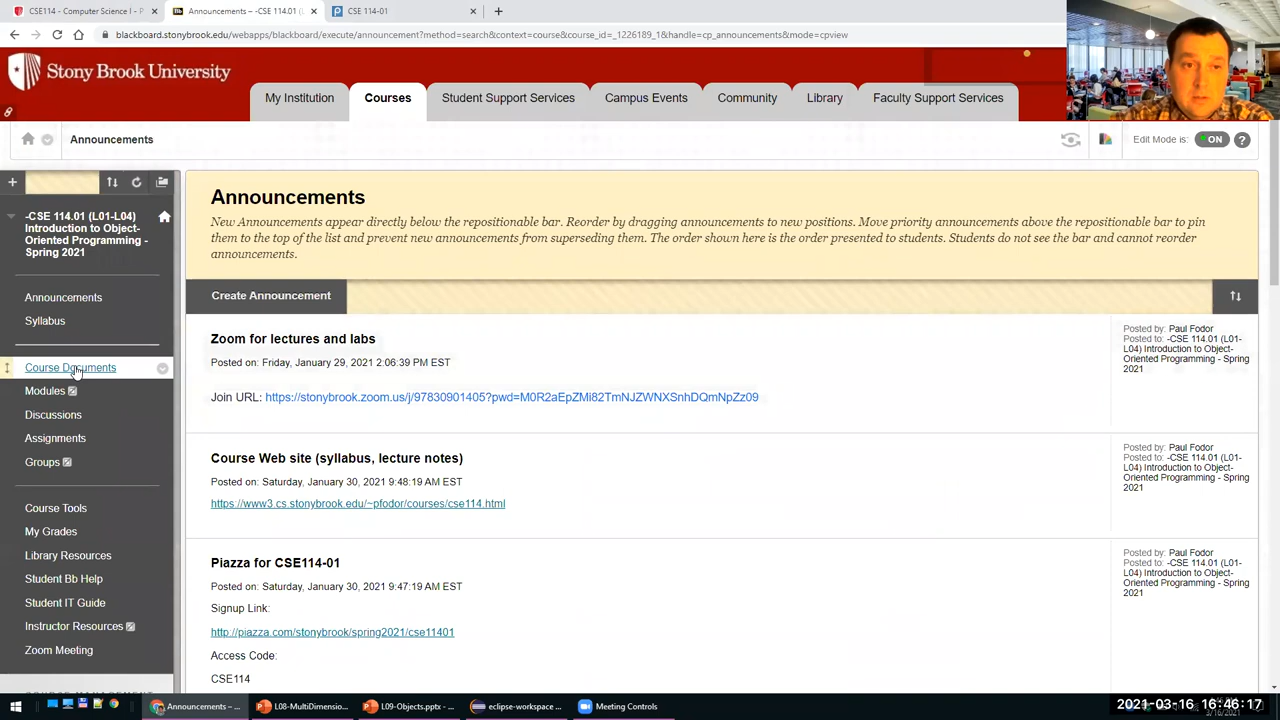 CSE114 - Computer Science I - P
Announcements – -CSE 114.01 (L
CSE 114-01
blackboard.stonybrook.edu/webapps/blackboard/execute/announcement?method=search&context=course&course_id=_1226189_1&handle=cp_announcements&mode=cpview
Stony Brook University
My Institution
Courses
Student Support Services
Campus Events
Community
Library
Faculty Support Services
Announcements
Edit Mode is:
ON
?
-CSE 114.01 (L01-
L04) Introduction to Object-
Oriented Programming -
Spring 2021
Announcements
Syllabus
Course Documents
Modules
Discussions
Assignments
Groups
Course Tools
My Grades
Library Resources
Student Bb Help
Student IT Guide
Instructor Resources
Zoom Meeting
Announcements
New Announcements appear directly below the repositionable bar. Reorder by dragging announcements to new positions. Move priority announcements above the repositionable bar to pin
them to the top of the list and prevent new announcements from superseding them. The order shown here is the order presented to students. Students do not see the bar and cannot reorder
announcements.
Create Announcement
Zoom for lectures and labs
Posted on: Friday, January 29, 2021 2:06:39 PM EST
Join URL: https://stonybrook.zoom.us/j/97830901405?pwd=M0R2aEpZMi82TmNJZWNXSnhDQmNpZz09
Posted by: Paul Fodor
Posted to: -CSE 114.01 (L01-
L04) Introduction to Object-
Oriented Programming - Spring
2021
Course Web site (syllabus, lecture notes)
Posted on: Saturday, January 30, 2021 9:48:19 AM EST
https://www3.cs.stonybrook.edu/~pfodor/courses/cse114.html
Posted by: Paul Fodor
Posted to: -CSE 114.01 (L01-
L04) Introduction to Object-
Oriented Programming - Spring
2021
Piazza for CSE114-01
Posted on: Saturday, January 30, 2021 9:47:19 AM EST
Signup Link:
http://piazza.com/stonybrook/spring2021/cse11401
Access Code:
CSE114
Posted by: Paul Fodor
Posted to: -CSE 114.01 (L01-
L04) Introduction to Object-
Oriented Programming - Spring
2021
Announcements – ...
L08-MultiDimensio...
L09-Objects.pptx - ...
eclipse-workspace ...
Meeting Controls
2021-03-16 16:46:17